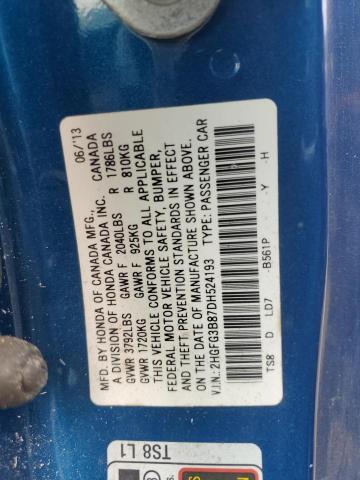 MFD. BY HONDA OF CANADA MFG., 06/'13
A DIVISION OF HONDA CANADA INC. CANADA
GVWR 3792LBS GAWR F 2040LBS R 1786LBS
GVWR 1720KG GAWR F 925KG R 810KG
THIS VEHICLE CONFORMS TO ALL APPLICABLE
FEDERAL MOTOR VEHICLE SAFETY, BUMPER,
AND THEFT PREVENTION STANDARDS IN EFFECT
ON THE DATE OF MANUFACTURE SHOWN ABOVE.
V.I.N.: 2HGFG3B87DH524193 TYPE: PASSENGER CAR
TS8 D LD7 -B561P -Y -H
TS8 L1